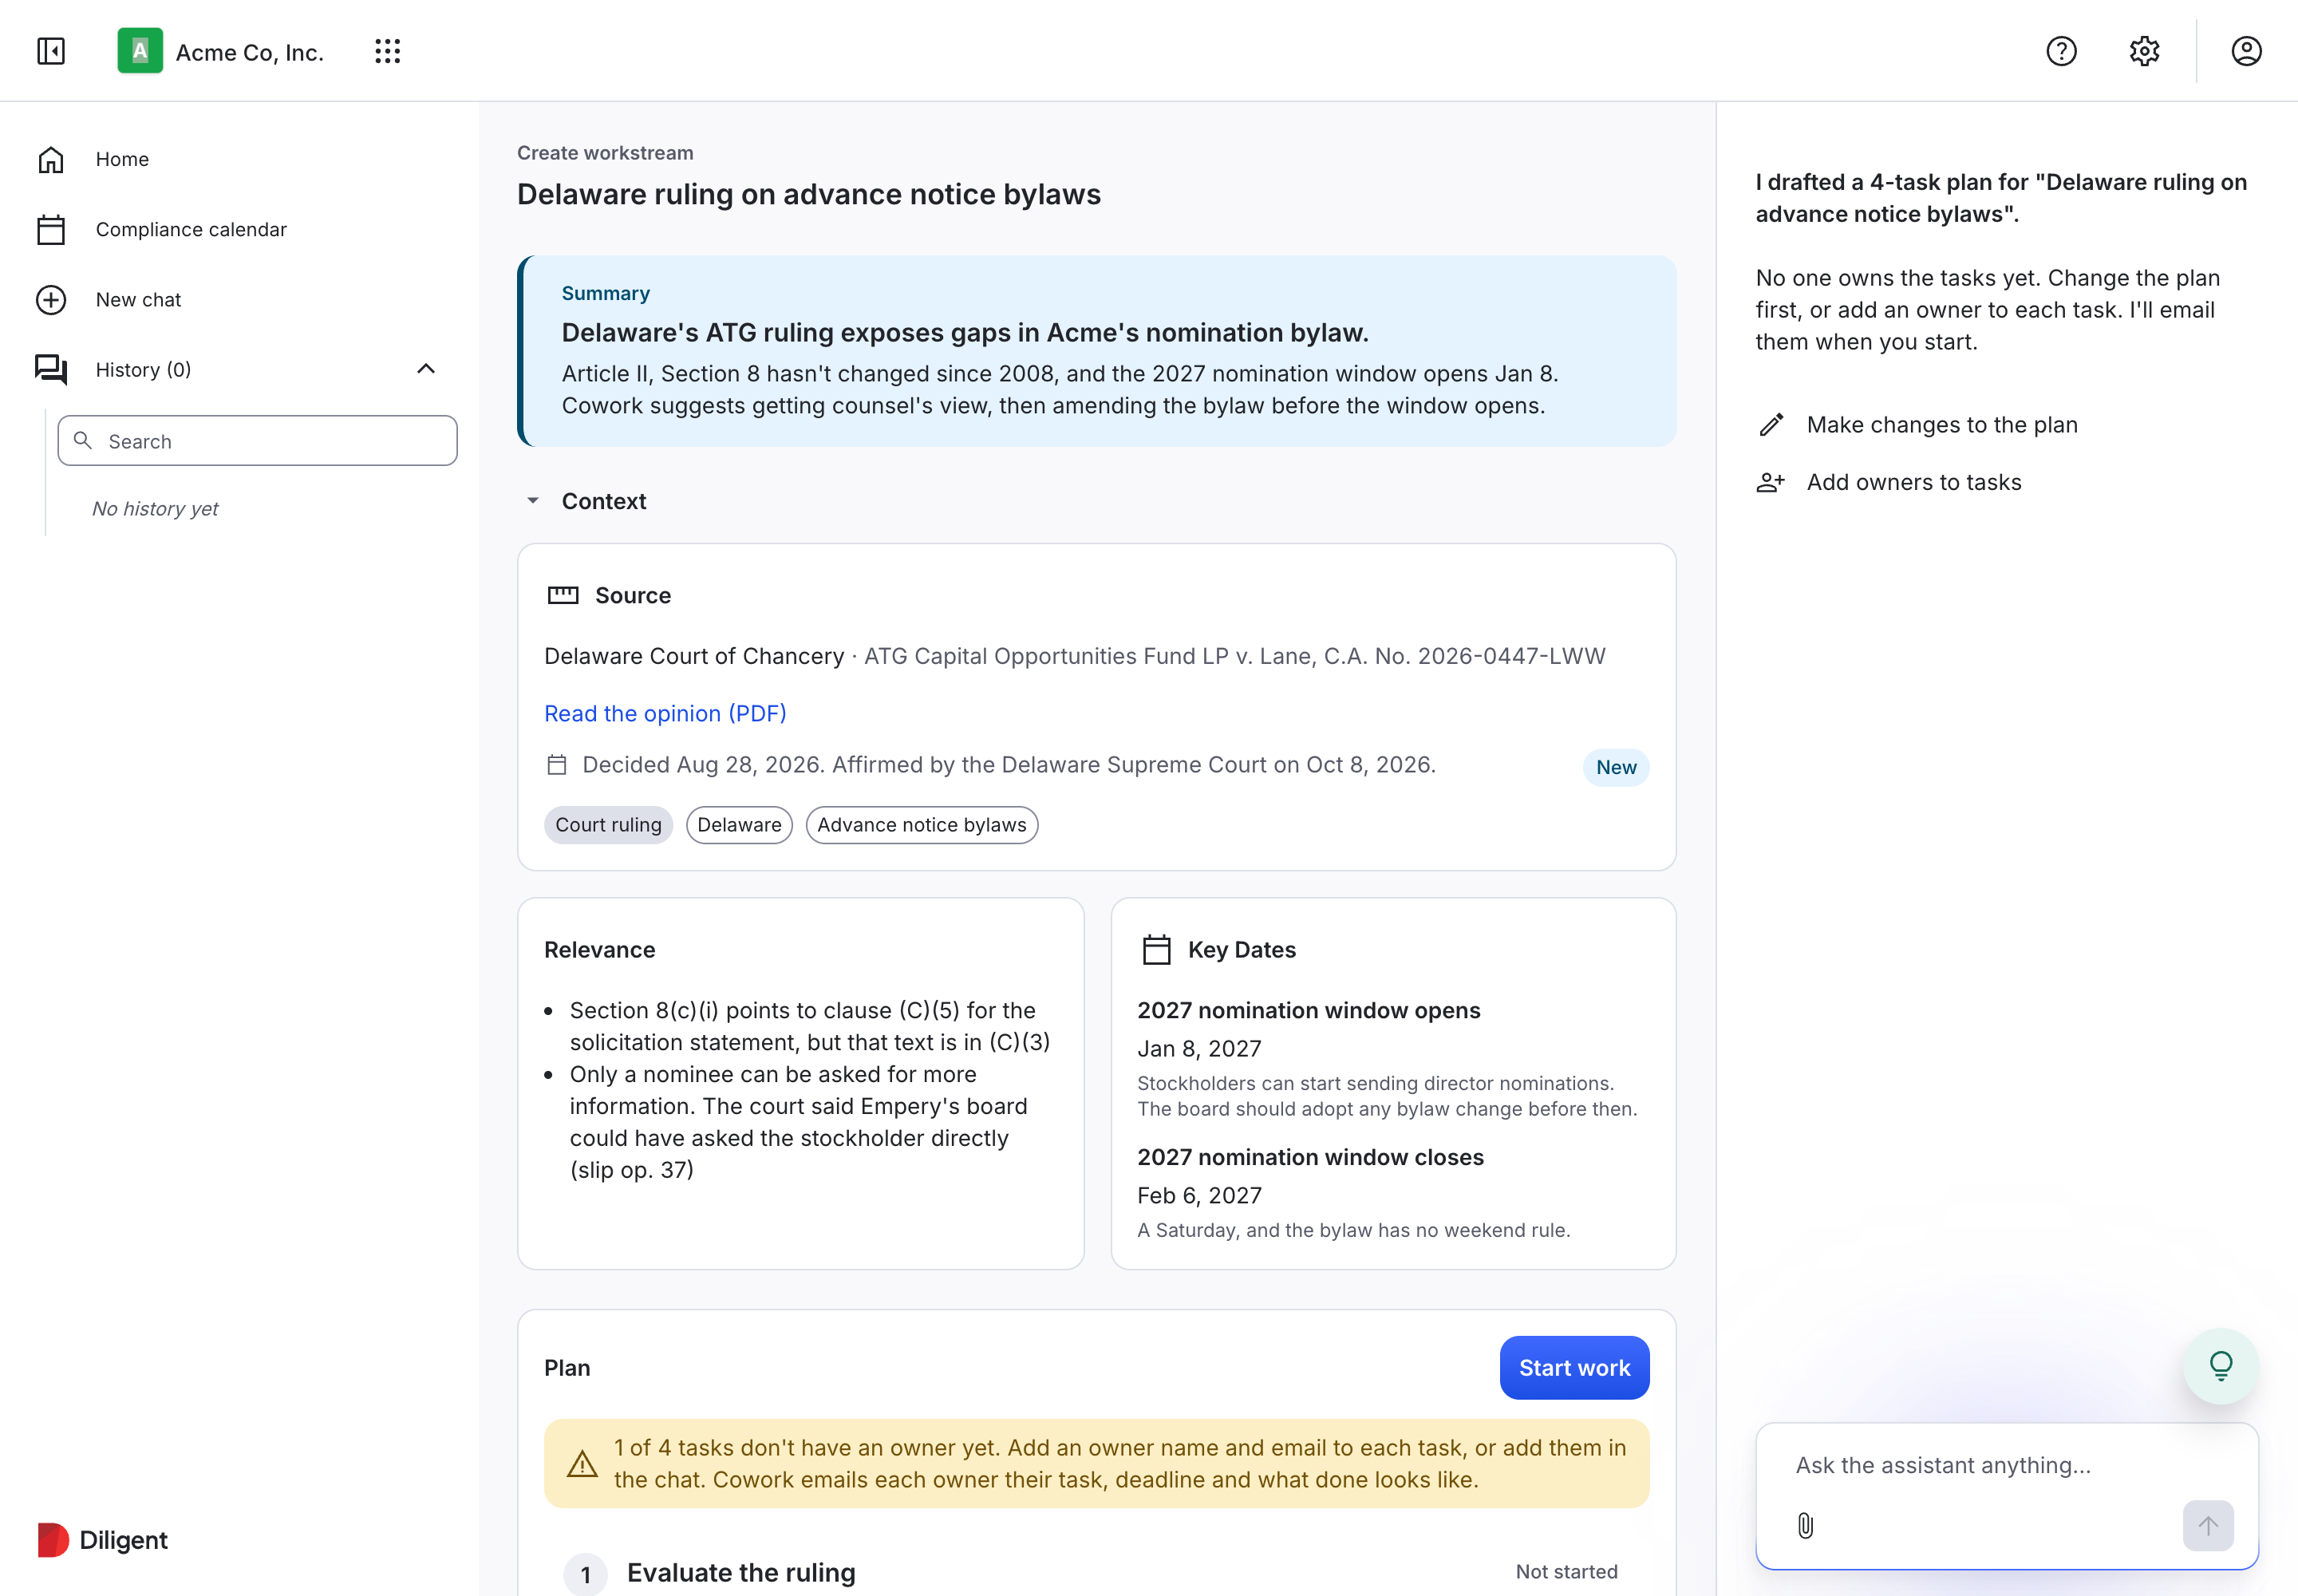 A
Acme Co, Inc.
Home
Compliance calendar
New chat
History (0)
Search
No history yet
Diligent
Create workstream
Delaware ruling on advance notice bylaws
Summary
Delaware's ATG ruling exposes gaps in Acme's nomination bylaw.
Article II, Section 8 hasn't changed since 2008, and the 2027 nomination window opens Jan 8.
Cowork suggests getting counsel's view, then amending the bylaw before the window opens.
Context
Source
Delaware Court of Chancery · ATG Capital Opportunities Fund LP v. Lane, C.A. No. 2026-0447-LWW
Read the opinion (PDF)
Decided Aug 28, 2026. Affirmed by the Delaware Supreme Court on Oct 8, 2026.
New
Court ruling
Delaware
Advance notice bylaws
Relevance
• Section 8(c)(i) points to clause (C)(5) for the
solicitation statement, but that text is in (C)(3)
• Only a nominee can be asked for more
information. The court said Empery's board
could have asked the stockholder directly
(slip op. 37)
Key Dates
2027 nomination window opens
Jan 8, 2027
Stockholders can start sending director nominations.
The board should adopt any bylaw change before then.
2027 nomination window closes
Feb 6, 2027
A Saturday, and the bylaw has no weekend rule.
Plan
Start work
1 of 4 tasks don't have an owner yet. Add an owner name and email to each task, or add them in
the chat. Cowork emails each owner their task, deadline and what done looks like.
1
Evaluate the ruling
Not started
I drafted a 4-task plan for "Delaware ruling on
advance notice bylaws".
No one owns the tasks yet. Change the plan
first, or add an owner to each task. I'll email
them when you start.
Make changes to the plan
Add owners to tasks
Ask the assistant anything...